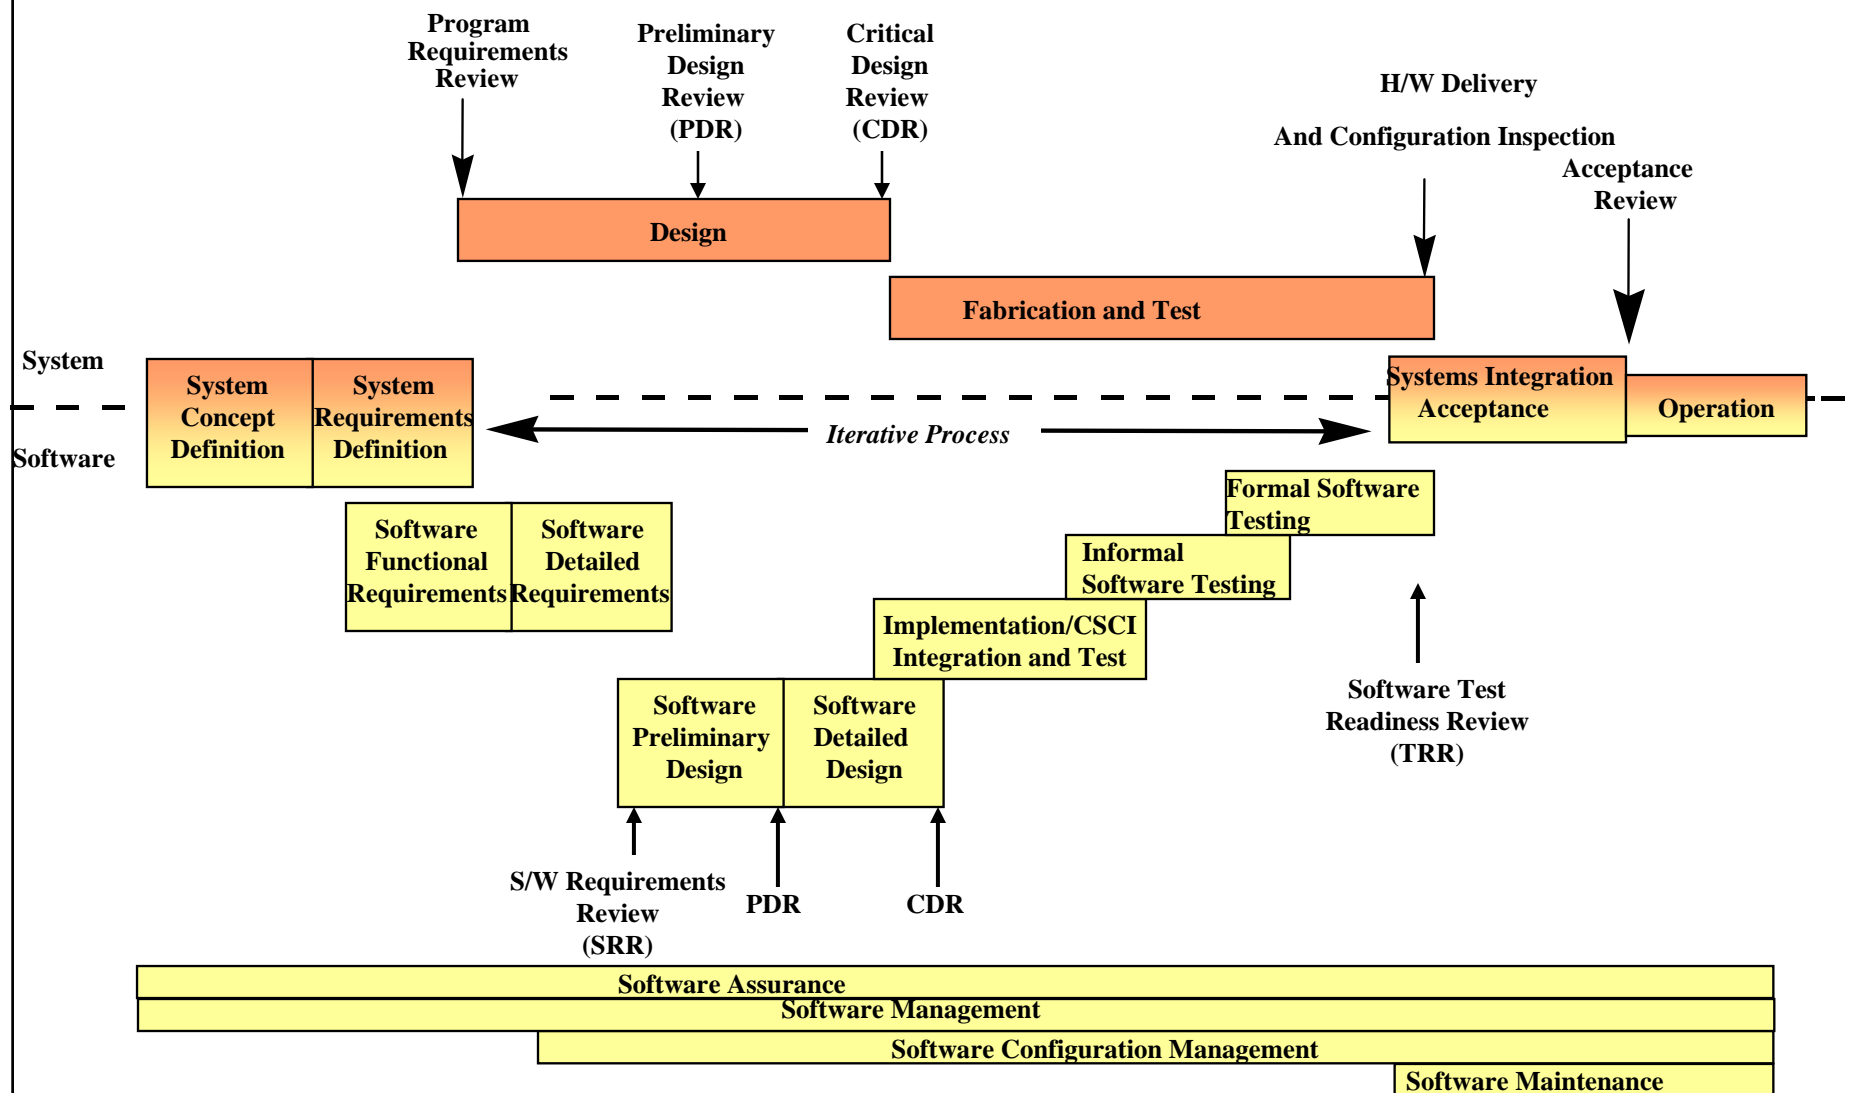 Program
Requirements
Review
Preliminary
Design
Review
(PDR)
Critical
Design
Review
(CDR)
H/W Delivery
And Configuration Inspection
Acceptance
Review
Design
Fabrication and Test
System
Software
System
Concept
Definition
System
Requirements
Definition
Iterative Process
Systems Integration
Acceptance
Operation
Software
Functional
Requirements
Software
Detailed
Requirements
Formal Software
Testing
Informal
Software Testing
Implementation/CSCI
Integration and Test
Software
Preliminary
Design
Software
Detailed
Design
Software Test
Readiness Review
(TRR)
S/W Requirements
Review
(SRR)
PDR
CDR
Software Assurance
Software Management
Software Configuration Management
Software Maintenance